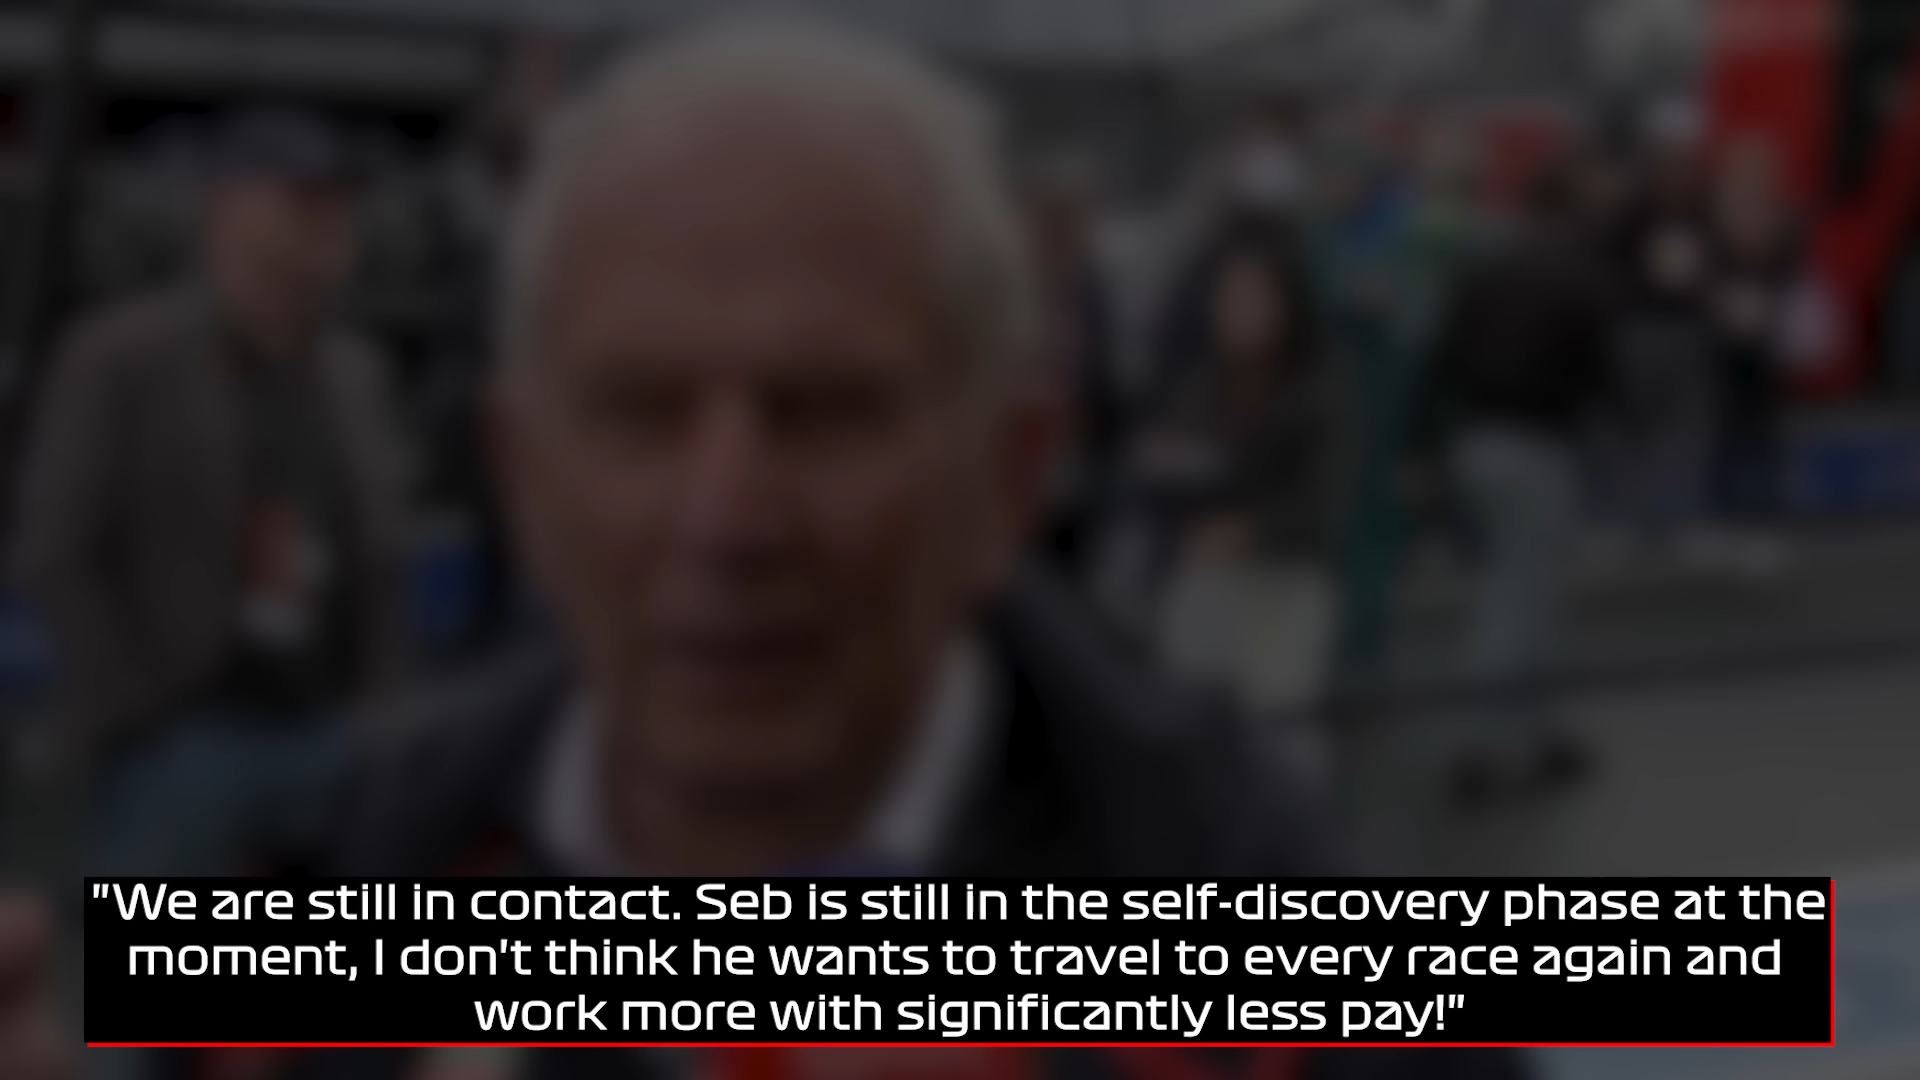 "We are still in contact. Seb is still in the self-discovery phase at the
moment, I don't think he wants to travel to every race again and
work more with significantly less pay!"